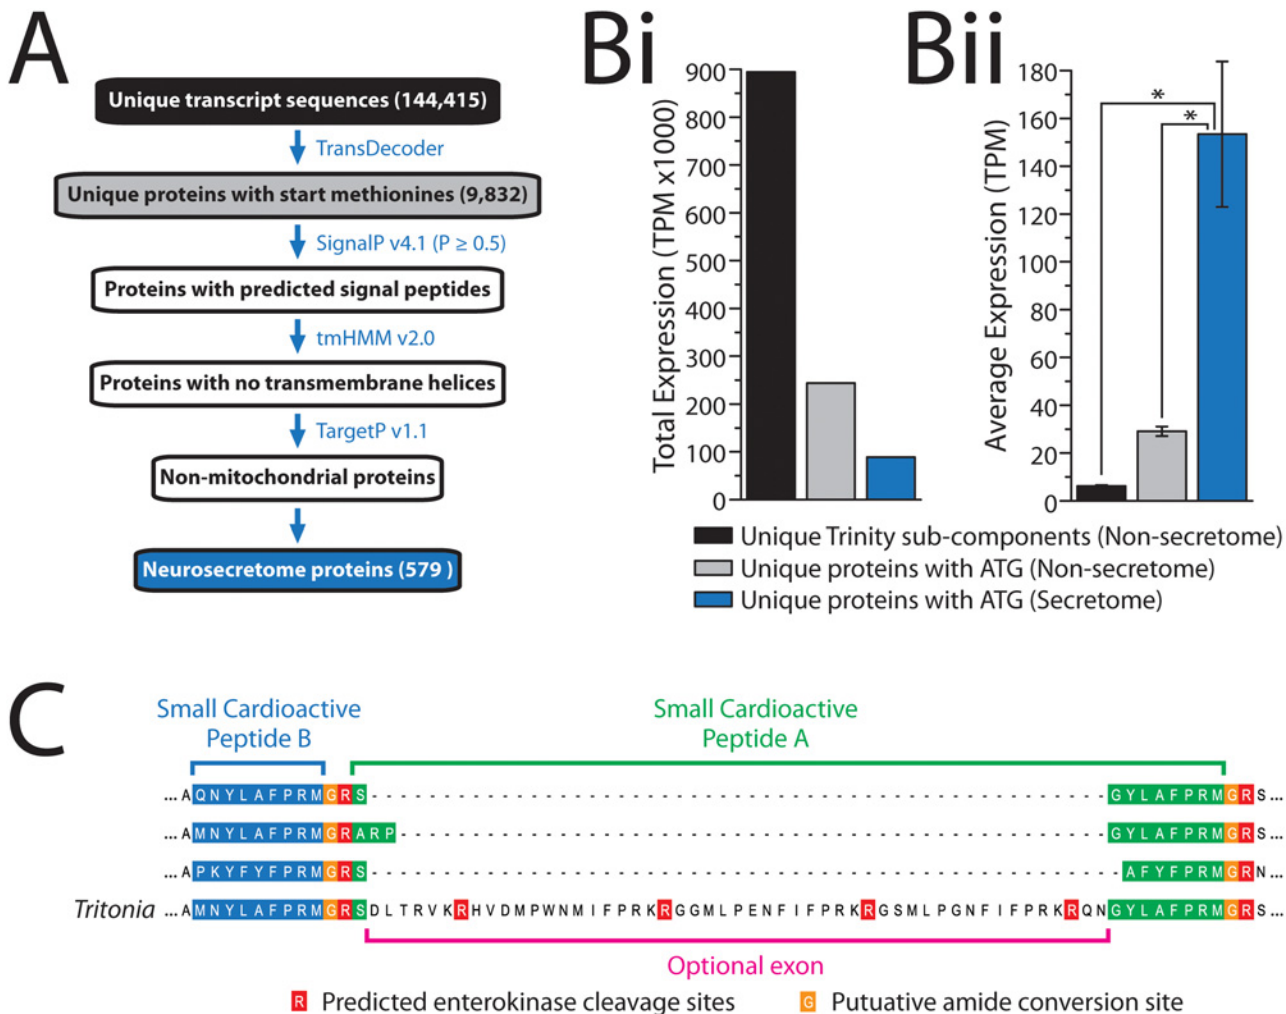 A
Unique transcript sequences (144,415)
TransDecoder
Unique proteins with start methionines (9,832)
SignalP v4.1 (P ≥ 0.5)
Proteins with predicted signal peptides
tmHMM v2.0
Proteins with no transmembrane helices
TargetP v1.1
Non-mitochondrial proteins
Neurosecretome proteins (579 )
Bi
Total Expression (TPM x1000)
900
800
700
600
500
400
300
200
100
0
Bii
Average Expression (TPM)
180
160
140
120
100
80
60
40
20
0
*
*
Unique Trinity sub-components (Non-secretome)
Unique proteins with ATG (Non-secretome)
Unique proteins with ATG (Secretome)
C
Small Cardioactive
Peptide B
Small Cardioactive
Peptide A
... A Q N Y L A F P R M G R S - - - - - - - - - - - - - - - - - - - - - - - - - - - - - - - - - - - - - - - - - - - - - - - - - - - G Y L A F P R M G R S ...
... A M N Y L A F P R M G R A R P - - - - - - - - - - - - - - - - - - - - - - - - - - - - - - - - - - - - - - - - - - - - - - - - - G Y L A F P R M G R S ...
... A P K Y F Y F P R M G R S - - - - - - - - - - - - - - - - - - - - - - - - - - - - - - - - - - - - - - - - - - - - - - - - - - - - A F Y F P R M G R N ...
Tritonia ... A M N Y L A F P R M G R S D L T R V K R H V D M P W N M I F P R K R G G M L P E N F I F P R K R G S M L P G N F I F P R K R Q N G Y L A F P R M G R S ...
Optional exon
R Predicted enterokinase cleavage sites
G Putuative amide conversion site